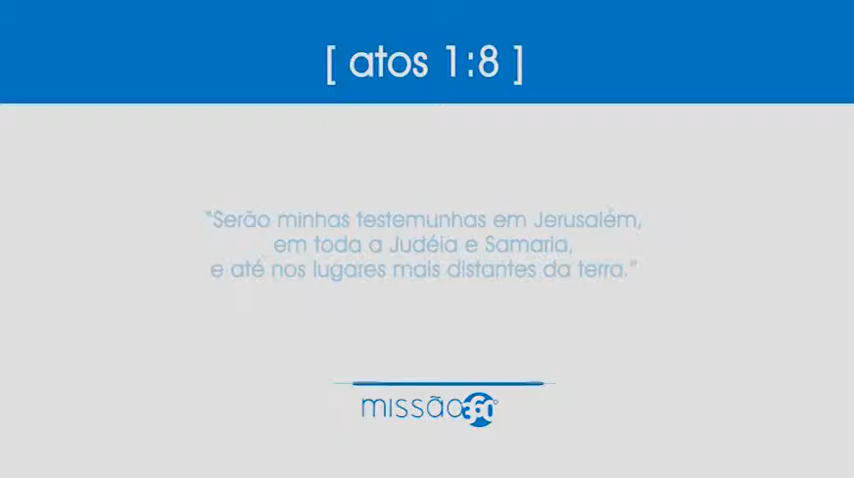 [ atos 1:8 ]
“Serão minhas testemunhas em Jerusalém,
em toda a Judéia e Samaria,
e até nos lugares mais distantes da terra.”
missão360°